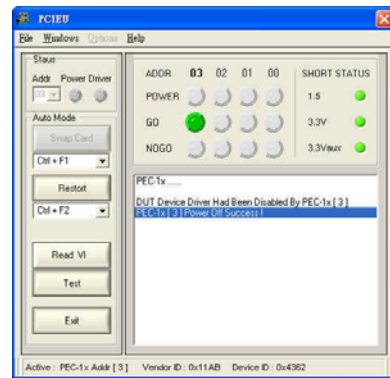 PCIEU
File Windows Options Help
Staus
Addr Power Driver
03
Auto Mode
Swap Card
Ctrl + F1
Restort
Ctrl + F2
Read VI
Test
Exit
ADDR 03 02 01 00
POWER
GO
NOGO
SHORT STATUS
1.5
3.3V
3.3Vaux
PEC-1x ......
DUT Device Driver Had Been Disabled By PEC-1x [ 3 ]
PEC-1x [ 3 ] Power Off Success !
Active : PEC-1x Addr [ 3 ] Vendor ID : 0x11AB Device ID : 0x4362